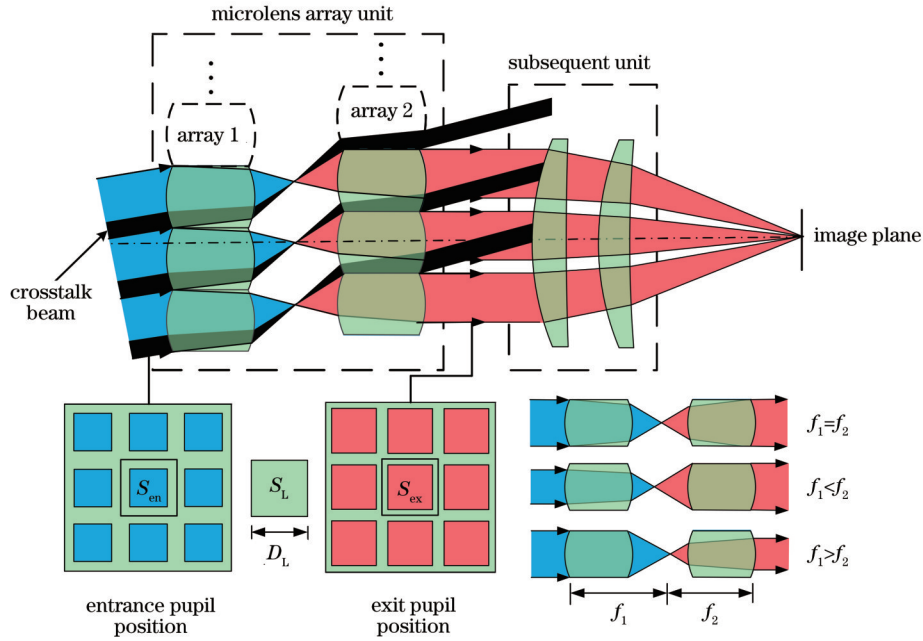 microlens array unit
subsequent unit
array 1
array 2
image plane
crosstalk
beam
S_en
S_L
S_ex
D_L
f_1=f_2
f_1<f_2
f_1>f_2
f_1
f_2
entrance pupil
position
exit pupil
position